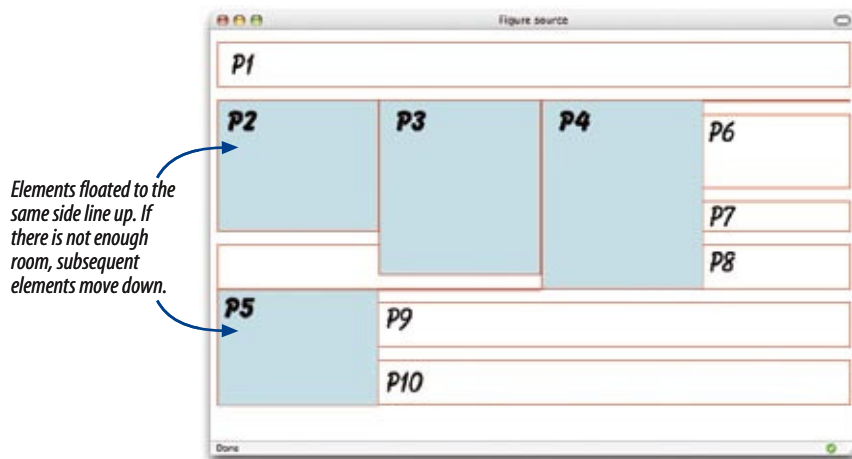 Figure source
P1
P2
P3
P4
P6
P7
P8
Elements floated to the
same side line up. If
there is not enough
room, subsequent
elements move down.
P5
P9
P10
Done